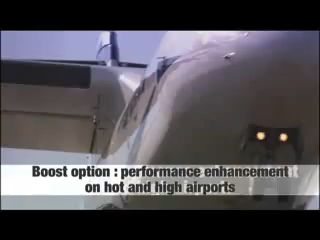 Boost option : performance enhancement
on hot and high airports